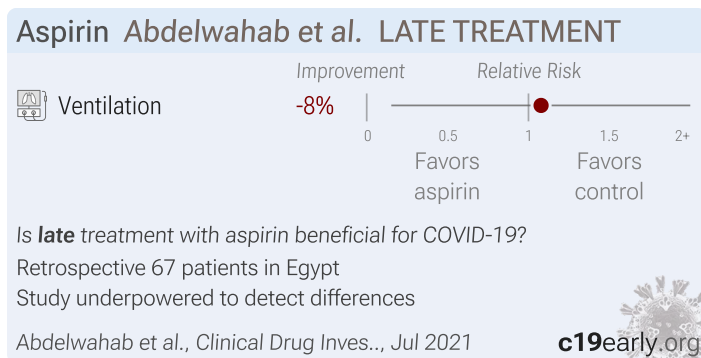 Aspirin Abdelwahab et al. LATE TREATMENT
Improvement Relative Risk
Ventilation -8%
0 0.5 1 1.5 2+
Favors Favors
aspirin control
Is late treatment with aspirin beneficial for COVID-19?
Retrospective 67 patients in Egypt
Study underpowered to detect differences
Abdelwahab et al., Clinical Drug Inves.., Jul 2021 c19early.org